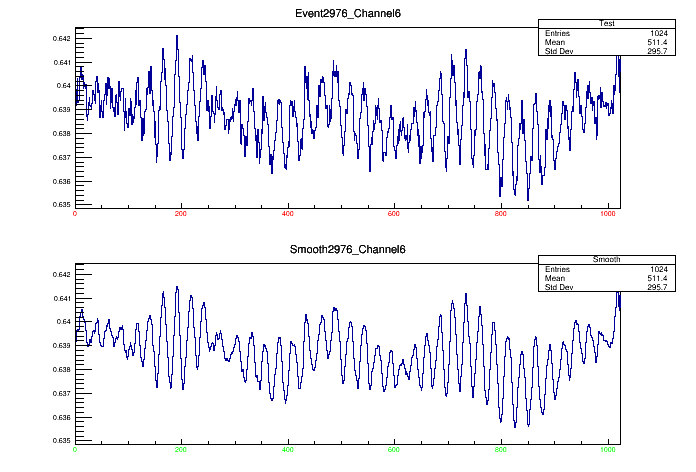 Event2976_Channel6
Test
Entries 1024
Mean 511.4
Std Dev 295.7
0.642
0.641
0.64
0.639
0.638
0.637
0.636
0.635
0 200 400 600 800 1000
Smooth2976_Channel6
Smooth
Entries 1024
Mean 511.4
Std Dev 295.7
0.642
0.641
0.64
0.639
0.638
0.637
0.636
0.635
0 200 400 600 800 1000